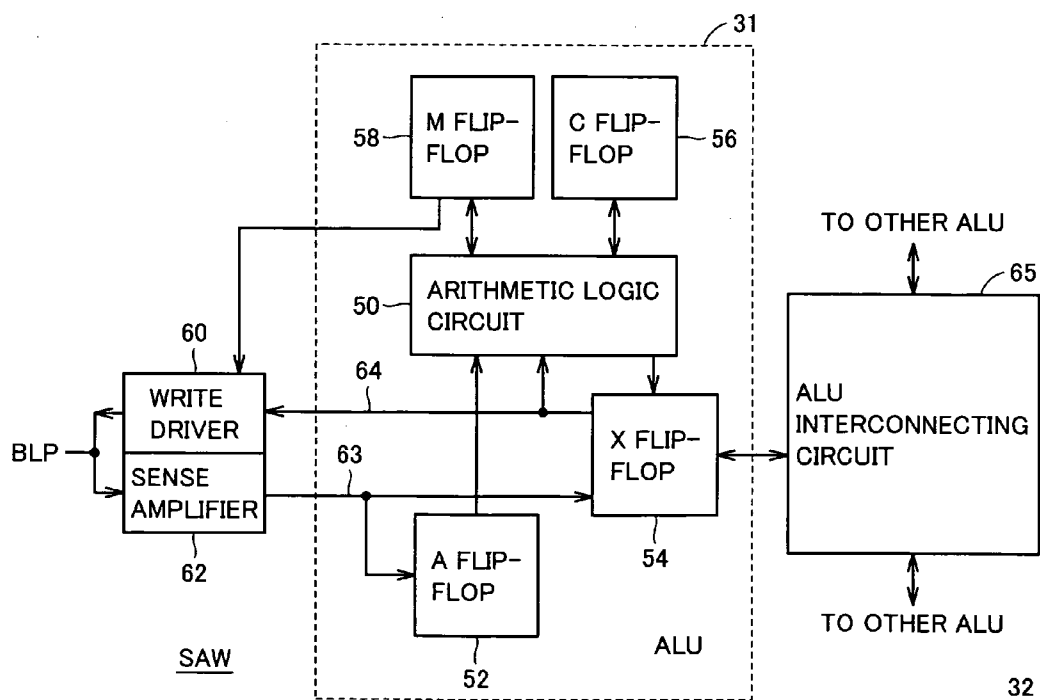 31
M FLIP-
FLOP
58
C FLIP-
FLOP
56
TO OTHER ALU
65
ARITHMETIC LOGIC
CIRCUIT
50
60
WRITE
DRIVER
64
BLP
SENSE
AMPLIFIER
62
63
X FLIP-
FLOP
54
ALU
INTERCONNECTING
CIRCUIT
A FLIP-
FLOP
52
TO OTHER ALU
SAW
ALU
32